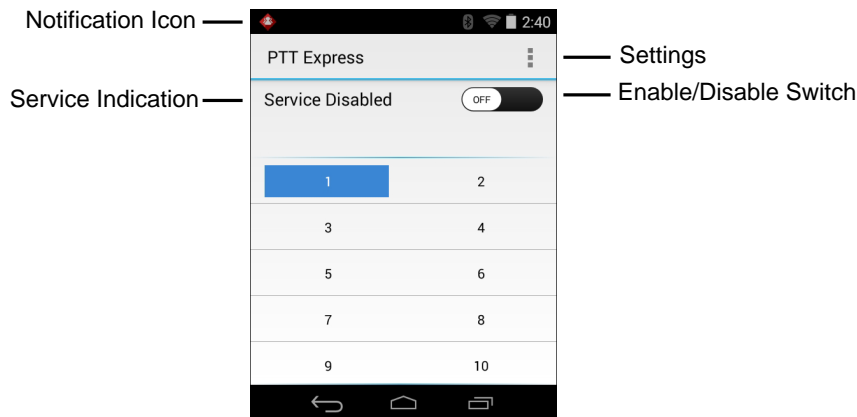 Notification Icon
2:40
PTT Express
Settings
Service Indication
Service Disabled
OFF
Enable/Disable Switch
1
2
3
4
5
6
7
8
9
10